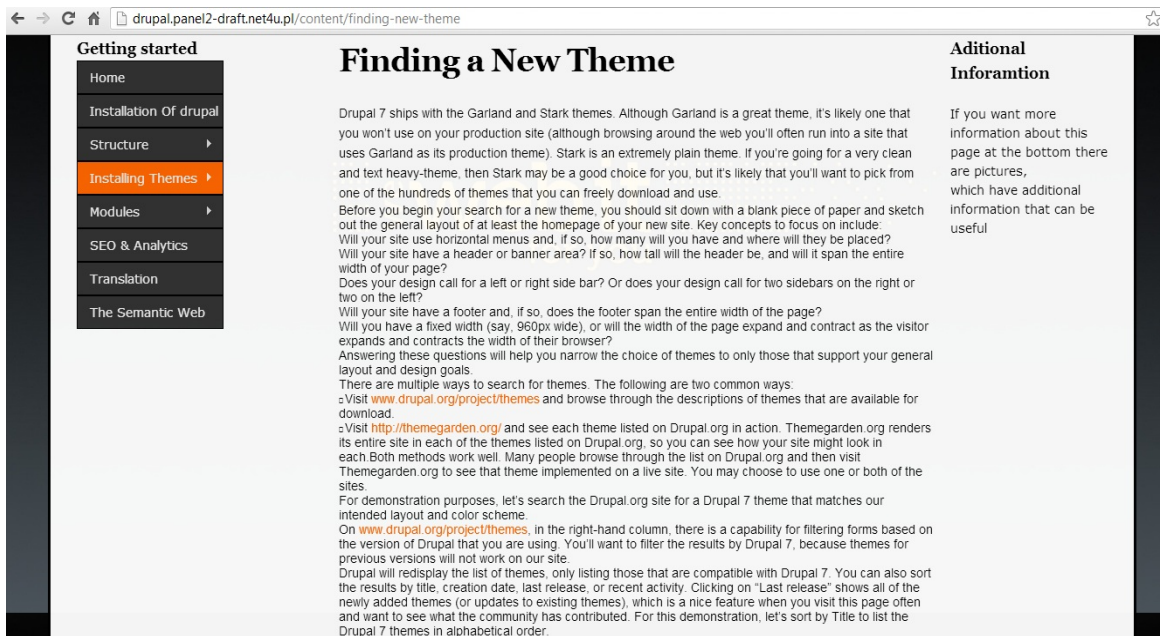 drupal.panel2-draft.net4u.pl/content/finding-new-theme
Getting started
Home
Installation Of drupal
Structure
Installing Themes
Modules
SEO & Analytics
Translation
The Semantic Web
Finding a New Theme
Drupal 7 ships with the Garland and Stark themes. Although Garland is a great theme, it's likely one that
you won't use on your production site (although browsing around the web you'll often run into a site that
uses Garland as its production theme). Stark is an extremely plain theme. If you're going for a very clean
and text heavy-theme, then Stark may be a good choice for you, but it's likely that you'll want to pick from
one of the hundreds of themes that you can freely download and use.
Before you begin your search for a new theme, you should sit down with a blank piece of paper and sketch
out the general layout of at least the homepage of your new site. Key concepts to focus on include:
Will your site use horizontal menus and, if so, how many will you have and where will they be placed?
Will your site have a header or banner area? If so, how tall will the header be, and will it span the entire
width of your page?
Does your design call for a left or right side bar? Or does your design call for two sidebars on the right or
two on the left?
Will your site have a footer and, if so, does the footer span the entire width of the page?
Will you have a fixed width (say, 960px wide), or will the width of the page expand and contract as the visitor
expands and contracts the width of their browser?
Answering these questions will help you narrow the choice of themes to only those that support your general
layout and design goals.
There are multiple ways to search for themes. The following are two common ways:
Visit www.drupal.org/project/themes and browse through the descriptions of themes that are available for
download.
Visit http://themegarden.org/ and see each theme listed on Drupal.org in action. Themegarden.org renders
its entire site in each of the themes listed on Drupal.org, so you can see how your site might look in
each.Both methods work well. Many people browse through the list on Drupal.org and then visit
Themegarden.org to see that theme implemented on a live site. You may choose to use one or both of the
sites.
For demonstration purposes, let's search the Drupal.org site for a Drupal 7 theme that matches our
intended layout and color scheme.
On www.drupal.org/project/themes, in the right-hand column, there is a capability for filtering forms based on
the version of Drupal that you are using. You'll want to filter the results by Drupal 7, because themes for
previous versions will not work on our site.
Drupal will redisplay the list of themes, only listing those that are compatible with Drupal 7. You can also sort
the results by title, creation date, last release, or recent activity. Clicking on "Last release" shows all of the
newly added themes (or updates to existing themes), which is a nice feature when you visit this page often
and want to see what the community has contributed. For this demonstration, let's sort by Title to list the
Drupal 7 themes in alphabetical order.
Aditional
Inforamtion
If you want more
information about this
page at the bottom there
are pictures,
which have additional
information that can be
useful